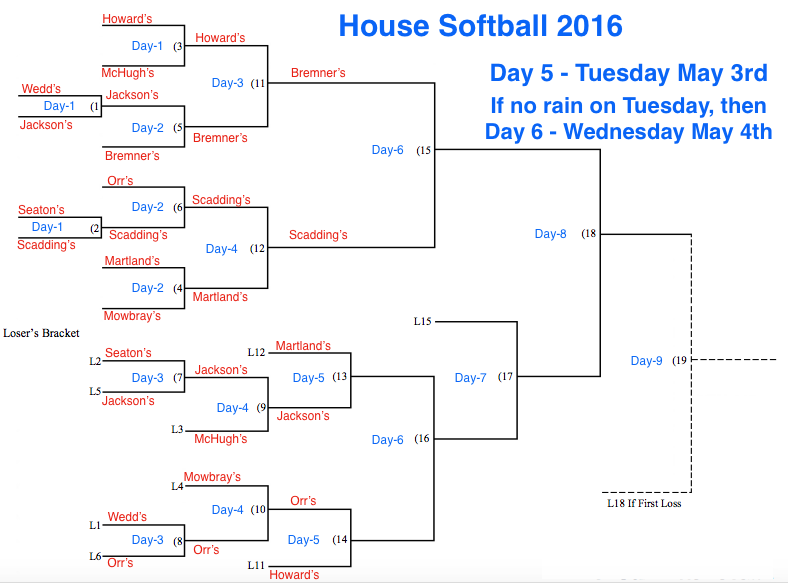 House Softball 2016
Day 5 - Tuesday May 3rd
If no rain on Tuesday, then
Day 6 - Wednesday May 4th
Howard's
Day-1 (3
Howard's
McHugh's
Day-3 (11
Bremner's
Wedd's
Day-1 (1
Jackson's
Jackson's
Day-2 (5
Bremner's
Bremner's
Day-6 (15
Orr's
Day-2 (6
Scadding's
Seaton's
Day-1 (2
Scadding's
Scadding's
Day-4 (12
Scadding's
Martland's
Day-2 (4
Martland's
Mowbray's
Day-8 (18
Loser's Bracket
L15
L2 Seaton's
Day-3 (7
L5 Jackson's
Jackson's
Day-4 (9
L3 McHugh's
L12 Martland's
Day-5 (13
Jackson's
Day-7 (17
Day-9 (19
Day-6 (16
L4 Mowbray's
Day-4 (10
Orr's
L1 Wedd's
Day-3 (8
Orr's
L6 Orr's
Day-5 (14
L11 Howard's
L18 If First Loss